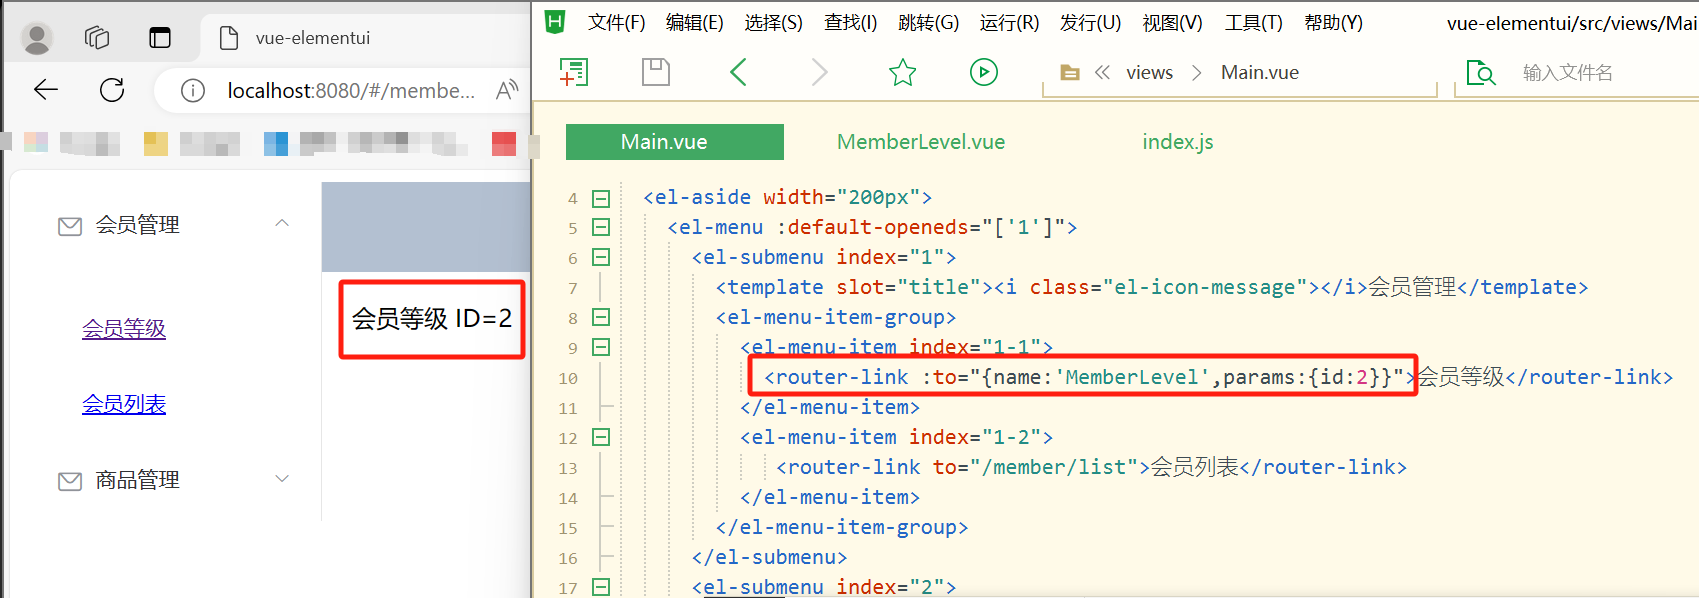 vue-elementui
localhost:8080/#/membe...
会员管理
会员等级
会员列表
商品管理
会员等级 ID=2
文件(F) 编辑(E) 选择(S) 查找(I) 跳转(G) 运行(R) 发行(U) 视图(V) 工具(T) 帮助(Y) vue-elementui/src/views/Mai
views Main.vue 输入文件名
Main.vue MemberLevel.vue index.js
4 <el-aside width="200px">
5 <el-menu :default-openeds="['1']">
6 <el-submenu index="1">
7 <template slot="title"><i class="el-icon-message"></i>会员管理</template>
8 <el-menu-item-group>
9 <el-menu-item index="1-1">
10 <router-link :to="{name:'MemberLevel',params:{id:2}}">会员等级</router-link>
11 </el-menu-item>
12 <el-menu-item index="1-2">
13 <router-link to="/member/list">会员列表</router-link>
14 </el-menu-item>
15 </el-menu-item-group>
16 </el-submenu>
17 <el-submenu index="2">